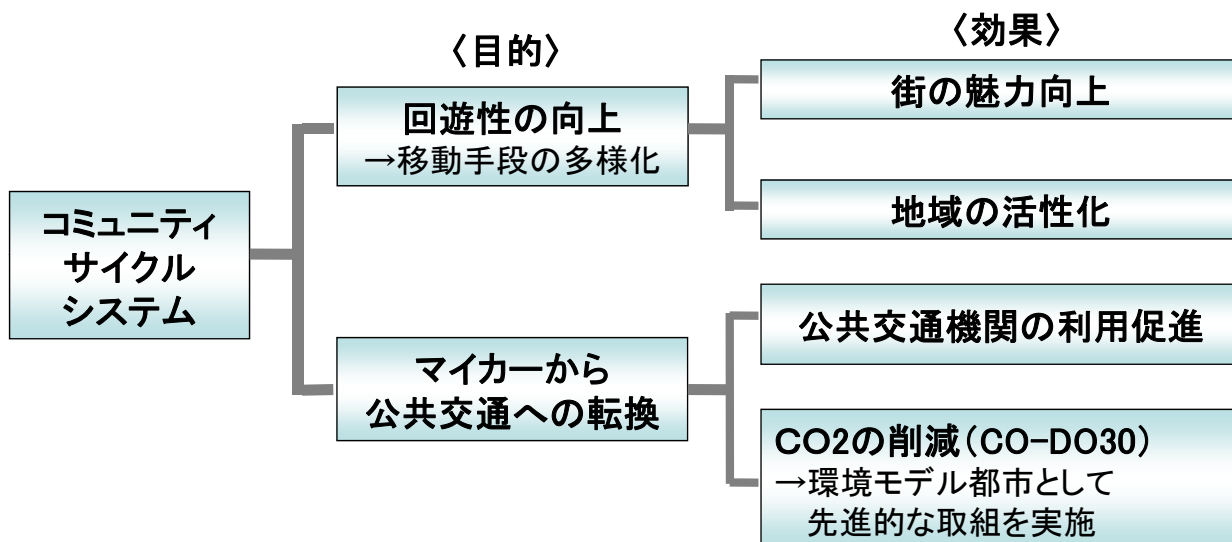 〈目的〉
〈効果〉
コミュニティ
サイクル
システム
回遊性の向上
→移動手段の多様化
街の魅力向上
地域の活性化
マイカーから
公共交通への転換
公共交通機関の利用促進
CO2の削減(CO-DO30)
→環境モデル都市として
先進的な取組を実施